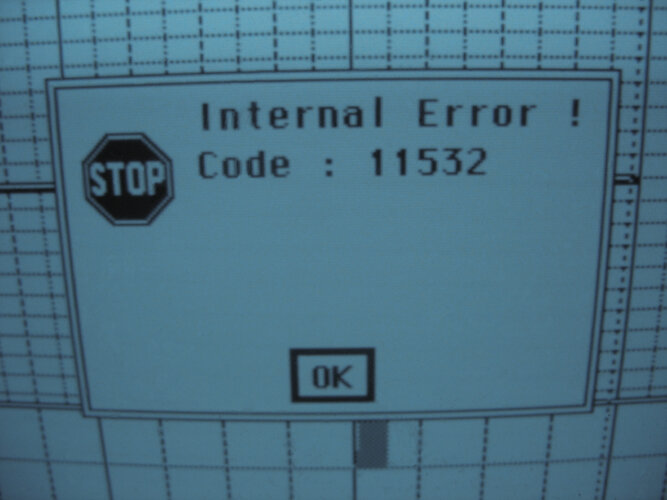 Internal Error !
Code : 11532
STOP
OK